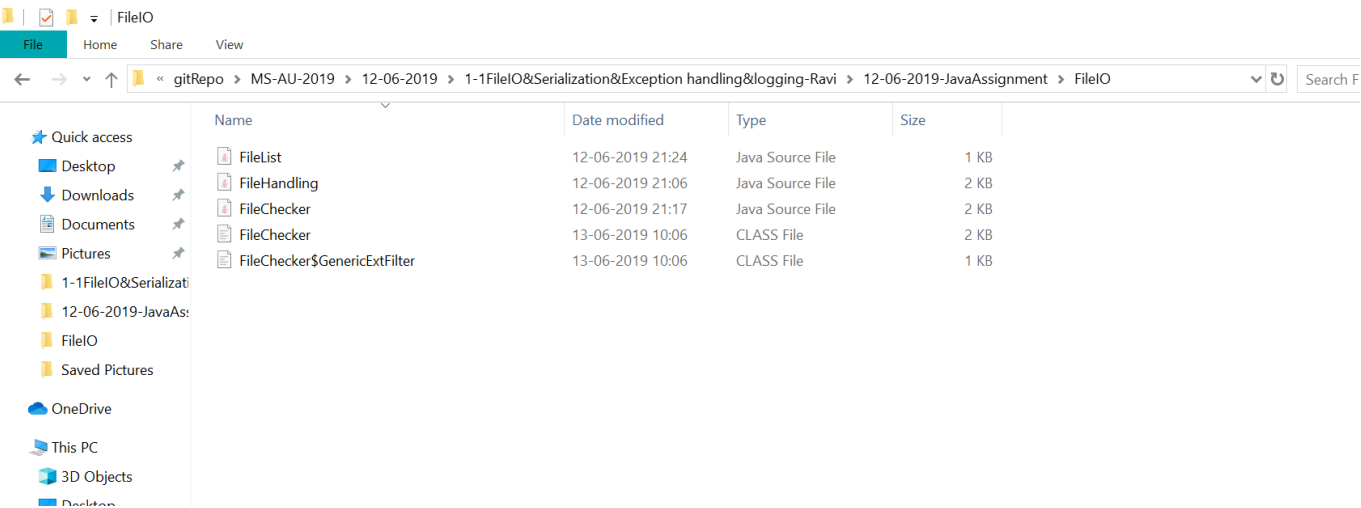 FileIO
File Home Share View
« gitRepo > MS-AU-2019 > 12-06-2019 > 1-1FileIO&Serialization&Exception handling&logging-Ravi > 12-06-2019-JavaAssignment > FileIO Search F
Name Date modified Type Size
Quick access
Desktop
Downloads
Documents
Pictures
1-1FileIO&Serializati
12-06-2019-JavaAs
FileIO
Saved Pictures
OneDrive
This PC
3D Objects
Desktop
FileList 12-06-2019 21:24 Java Source File 1 KB
FileHandling 12-06-2019 21:06 Java Source File 2 KB
FileChecker 12-06-2019 21:17 Java Source File 2 KB
FileChecker 13-06-2019 10:06 CLASS File 2 KB
FileChecker$GenericExtFilter 13-06-2019 10:06 CLASS File 1 KB